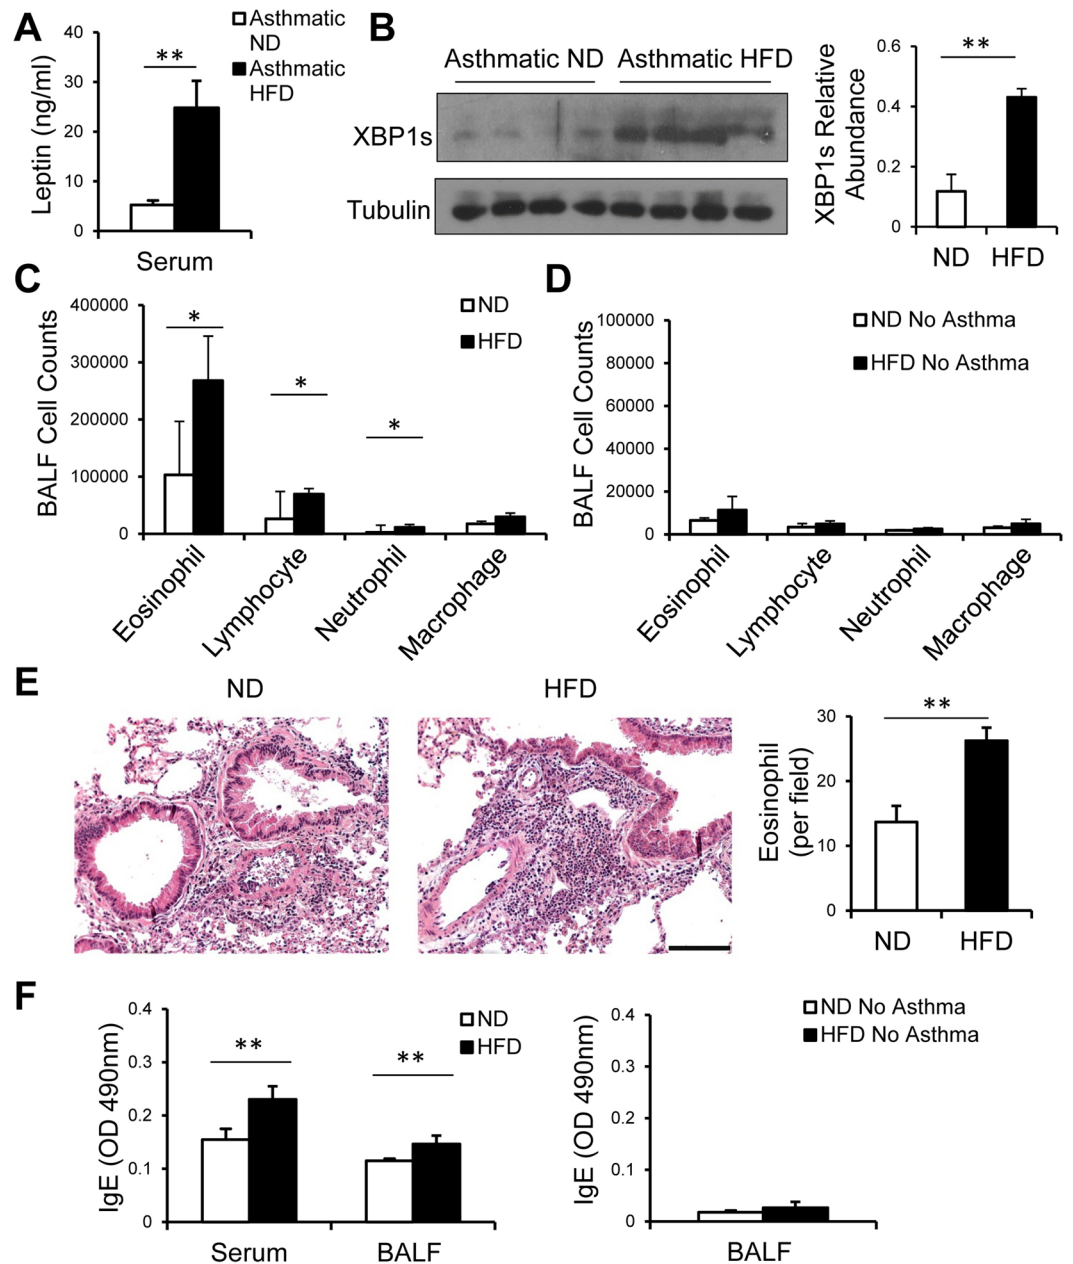 A
Leptin (ng/ml)
40
30
20
10
0
**
Asthmatic
ND
Asthmatic
HFD
Serum
B
Asthmatic ND
Asthmatic HFD
XBP1s
Tubulin
XBP1s Relative
Abundance
0.6
0.4
0.2
0
**
ND
HFD
C
BALF Cell Counts
400000
300000
200000
100000
0
*
*
*
ND
HFD
Eosinophil
Lymphocyte
Neutrophil
Macrophage
D
BALF Cell Counts
100000
80000
60000
40000
20000
0
ND No Asthma
HFD No Asthma
Eosinophil
Lymphocyte
Neutrophil
Macrophage
E
ND
HFD
Eosinophil
(per field)
30
20
10
0
**
ND
HFD
F
IgE (OD 490nm)
0.4
0.3
0.2
0.1
0
**
**
ND
HFD
Serum
BALF
IgE (OD 490nm)
0.4
0.3
0.2
0.1
0
ND No Asthma
HFD No Asthma
BALF